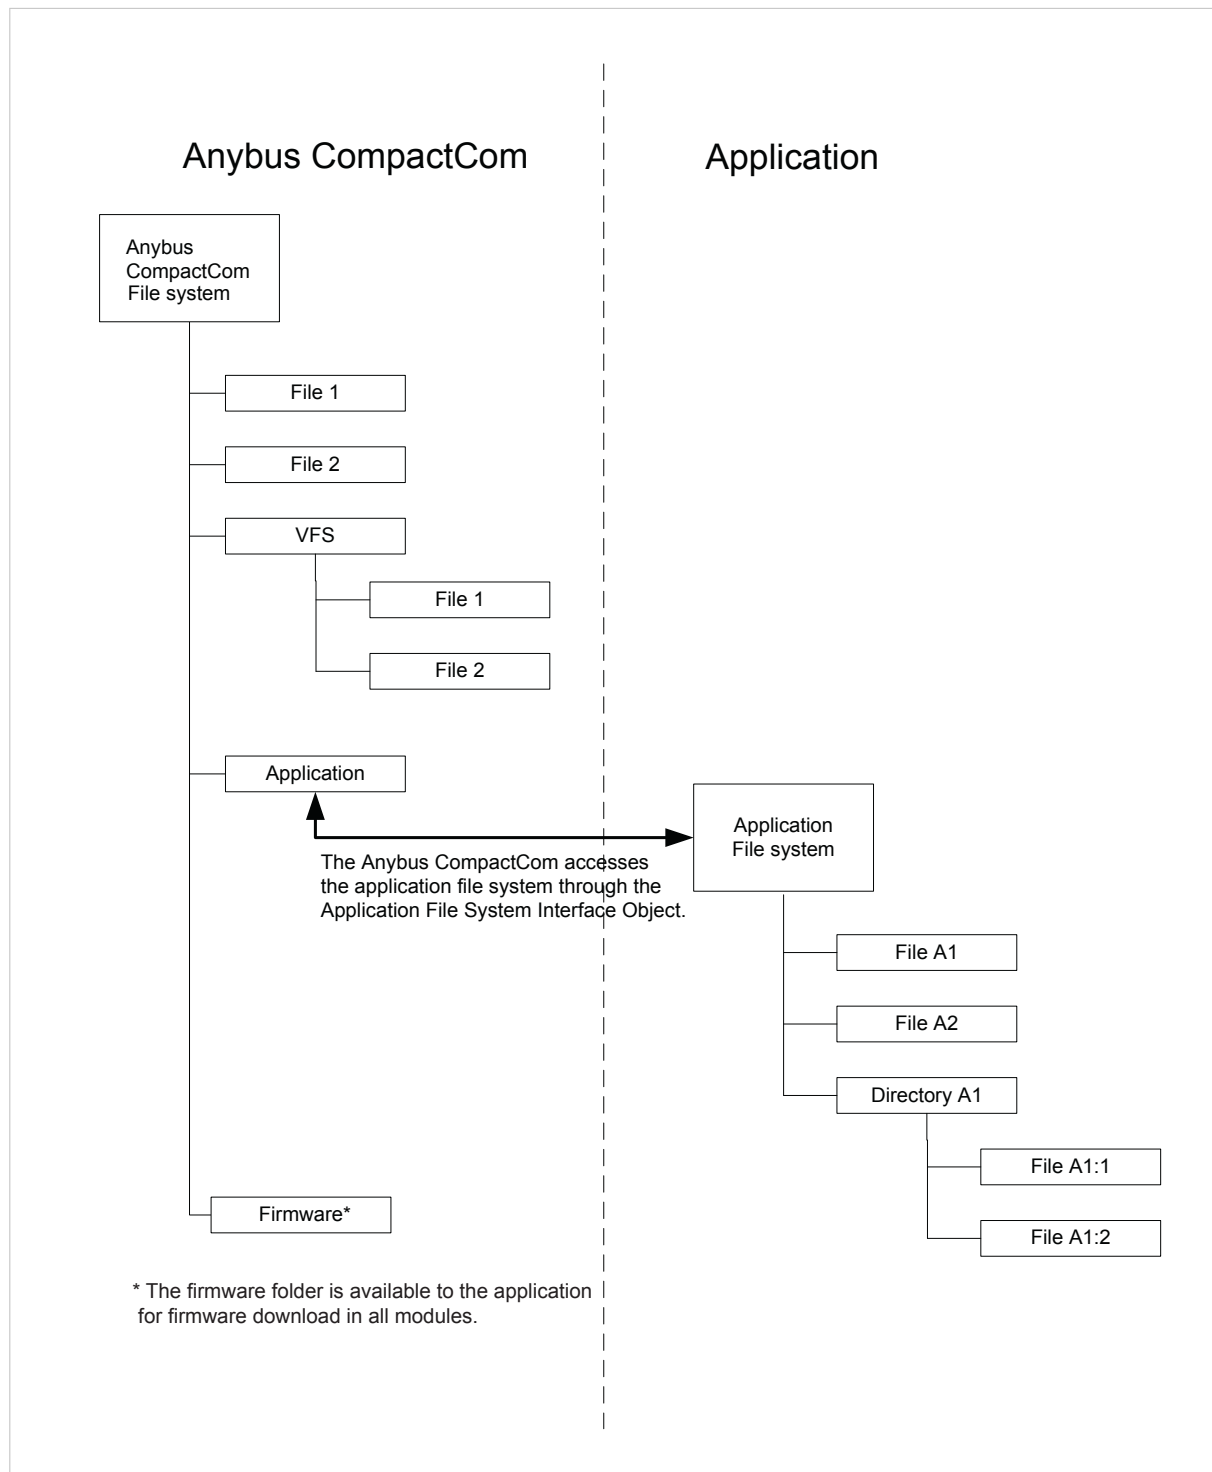 Anybus CompactCom
Application
Anybus
CompactCom
File system
File 1
File 2
VFS
File 1
File 2
Application
The Anybus CompactCom accesses
the application file system through the
Application File System Interface Object.
Application
File system
File A1
File A2
Directory A1
File A1:1
File A1:2
Firmware*
* The firmware folder is available to the application
for firmware download in all modules.